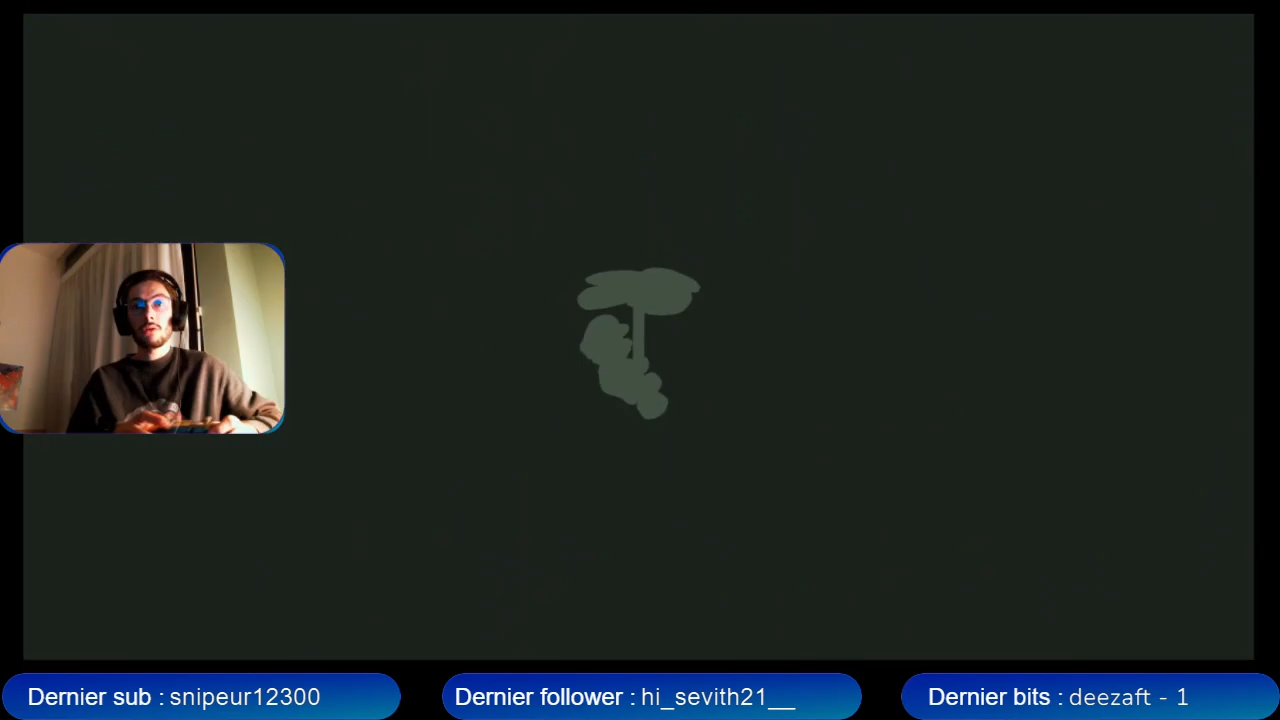 Dernier sub : snipeur12300
Dernier follower : hi_sevith21__
Dernier bits : deezaft - 1